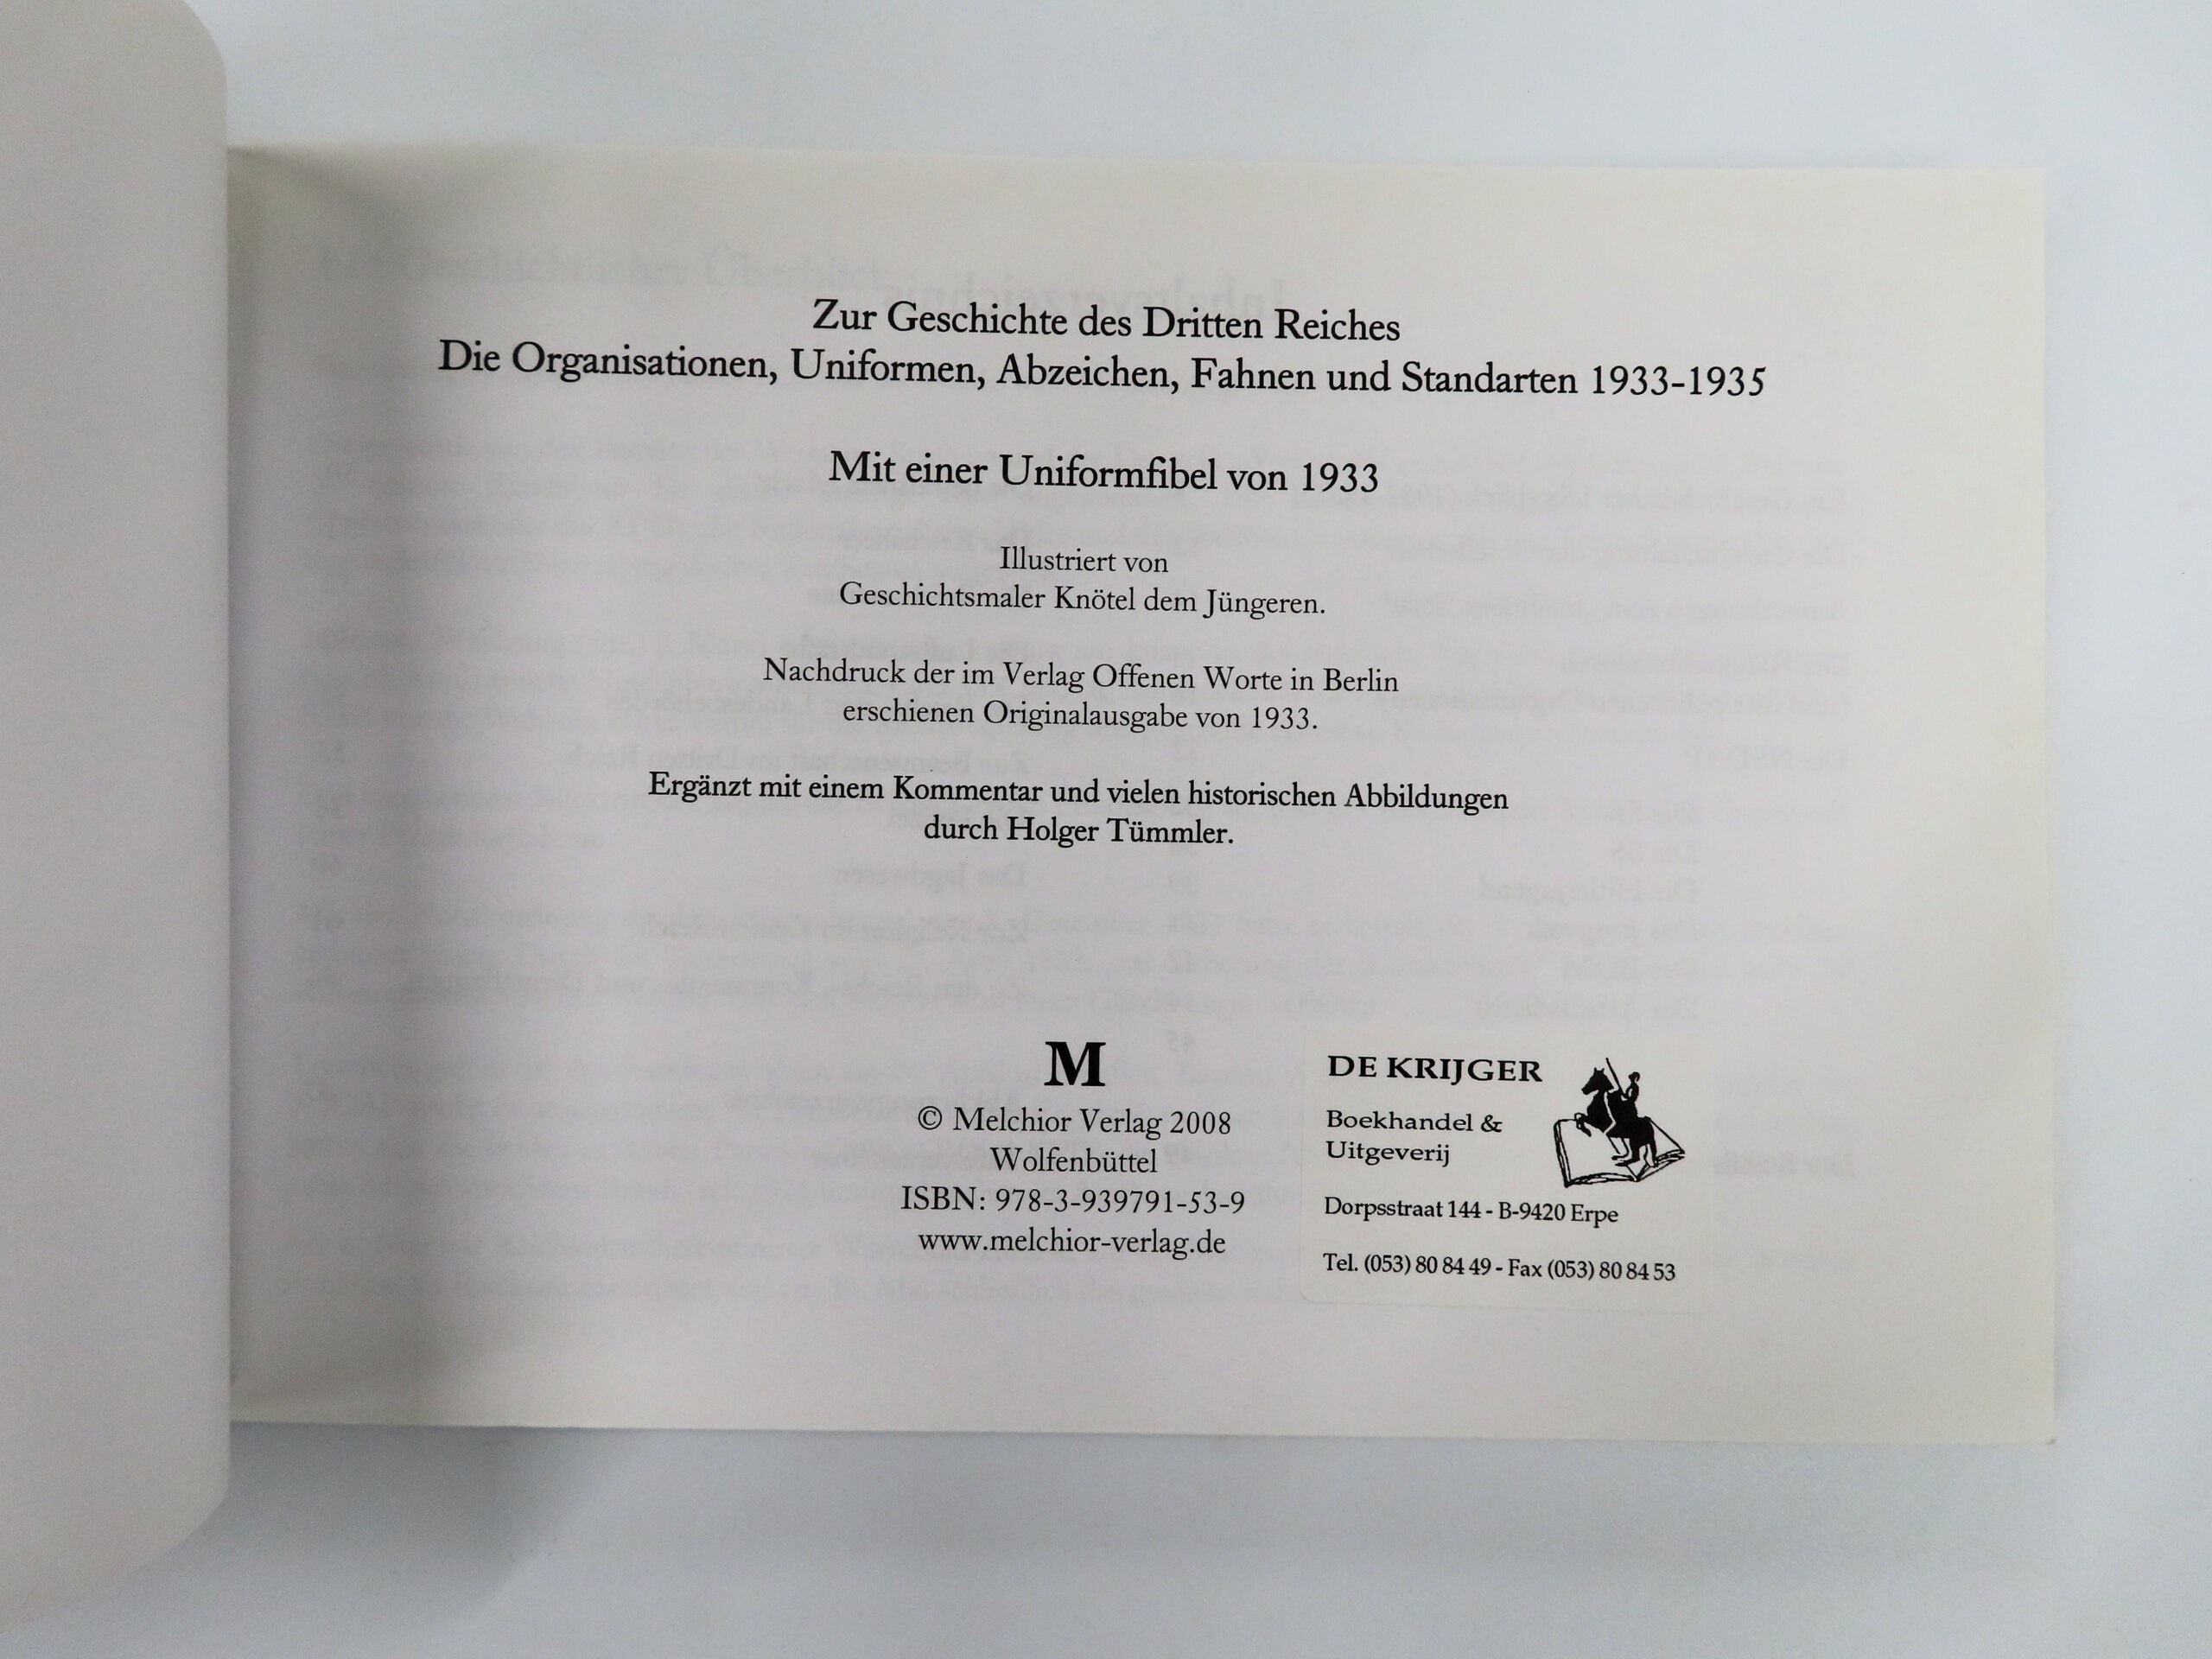 Zur Geschichte des Dritten Reiches
Die Organisationen, Uniformen, Abzeichen, Fahnen und Standarten 1933-1935
Mit einer Uniformfibel von 1933
Illustriert von
Geschichtsmaler Knötel dem Jüngeren.
Nachdruck der im Verlag Offenen Worte in Berlin
erschienen Originalausgabe von 1933.
Ergänzt mit einem Kommentar und vielen historischen Abbildungen
durch Holger Tümmler.
M
© Melchior Verlag 2008
Wolfenbüttel
ISBN: 978-3-939791-53-9
www.melchior-verlag.de
DE KRIJGER
Boekhandel &
Uitgeverij
Dorpsstraat 144 - B-9420 Erpe
Tel. (053) 80 84 49 - Fax (053) 80 84 53